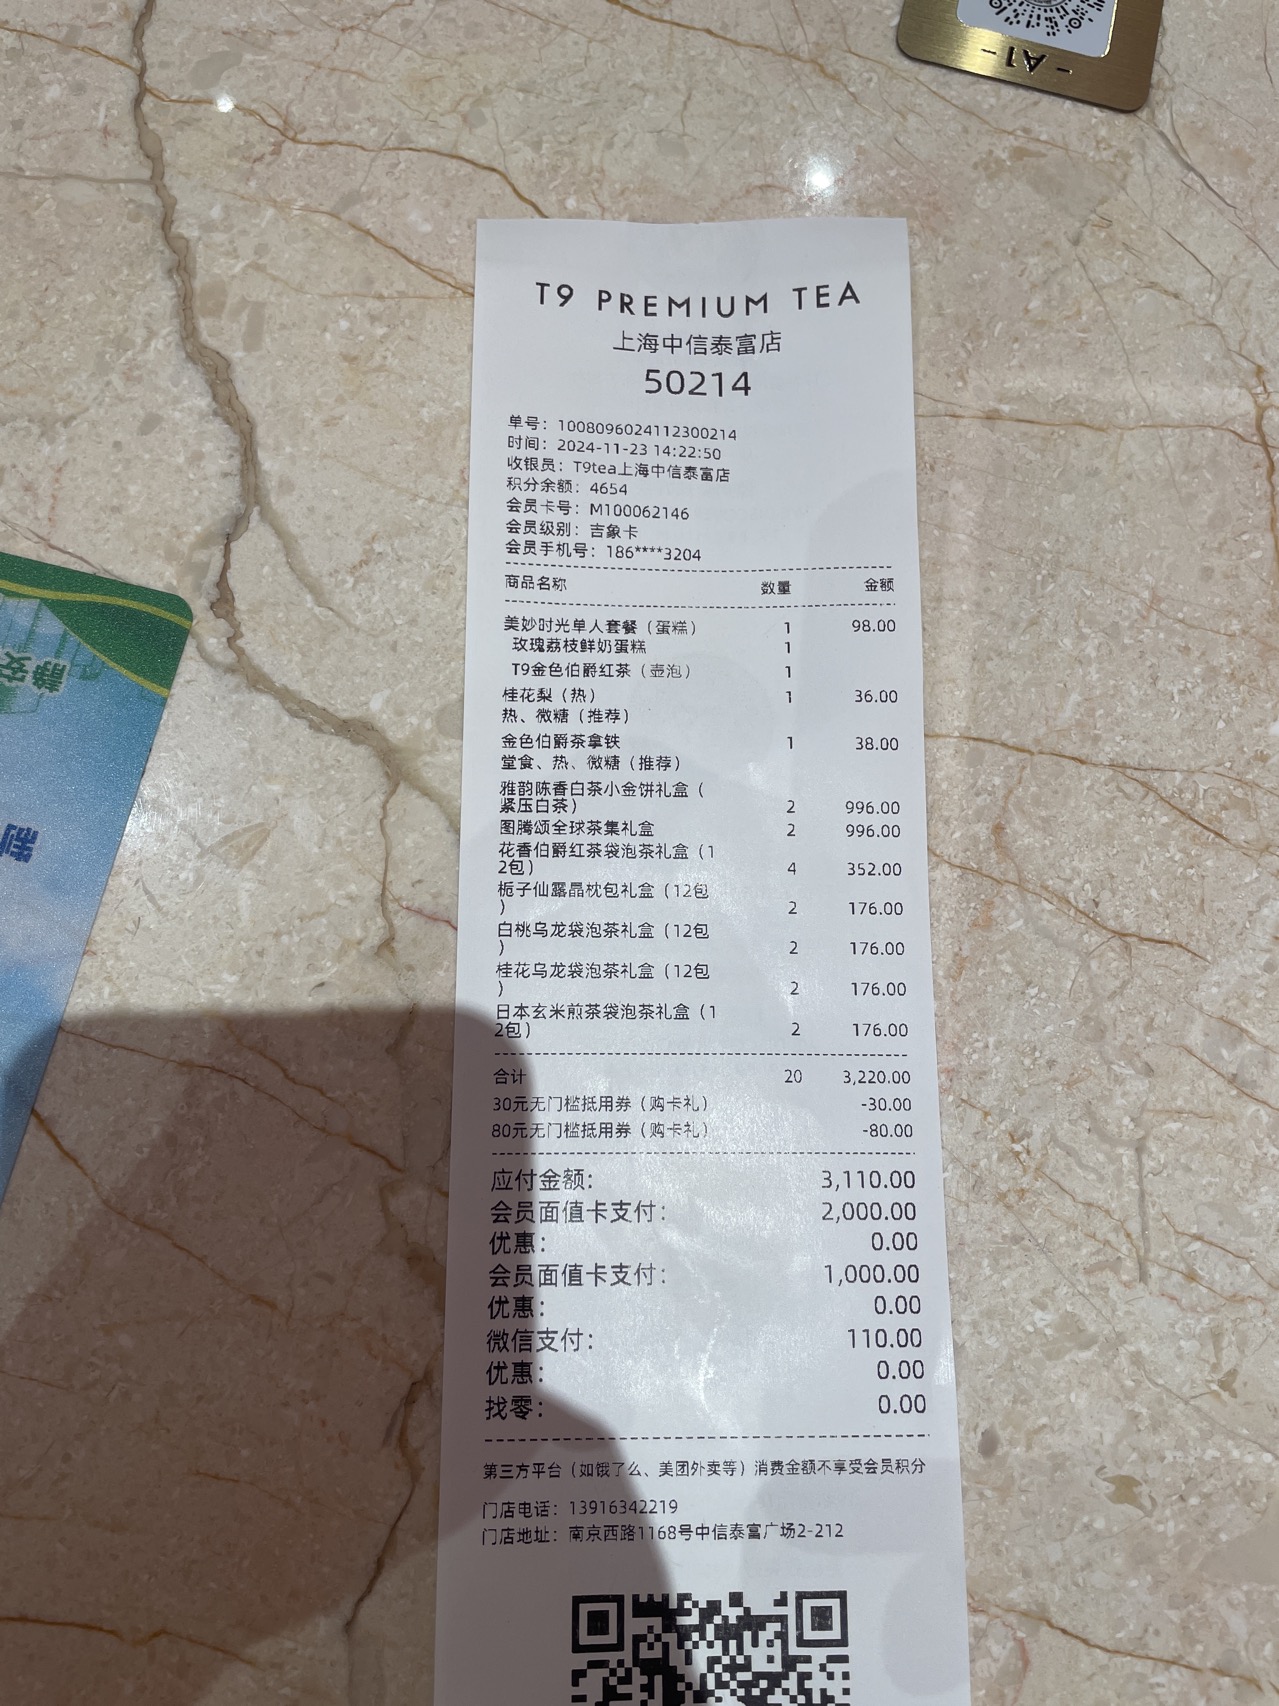 - A1 -
T9 PREMIUM TEA
上海中信泰富店
50214
单号：1008096024112300214
时间：2024-11-23 14:22:50
收银员：T9tea上海中信泰富店
积分余额：4654
会员卡号：M100062146
会员级别：吉象卡
会员手机号：186****3204
商品名称 数量 金额
美妙时光单人套餐（蛋糕） 1 98.00
玫瑰荔枝鲜奶蛋糕 1
T9金色伯爵红茶（壶泡） 1
桂花梨（热） 1 36.00
热、微糖（推荐）
金色伯爵茶拿铁 1 38.00
堂食、热、微糖（推荐）
雅韵陈香白茶小金饼礼盒（
紧压白茶） 2 996.00
图腾颂全球茶集礼盒 2 996.00
花香伯爵红茶袋泡茶礼盒（1
2包） 4 352.00
栀子仙露晶枕包礼盒（12包
） 2 176.00
白桃乌龙袋泡茶礼盒（12包
） 2 176.00
桂花乌龙袋泡茶礼盒（12包
） 2 176.00
日本玄米煎茶袋泡茶礼盒（1
2包） 2 176.00
合计 20 3,220.00
30元无门槛抵用券（购卡礼） -30.00
80元无门槛抵用券（购卡礼） -80.00
应付金额： 3,110.00
会员面值卡支付： 2,000.00
优惠： 0.00
会员面值卡支付： 1,000.00
优惠： 0.00
微信支付： 110.00
优惠： 0.00
找零： 0.00
第三方平台（如饿了么、美团外卖等）消费金额不享受会员积分
门店电话：13916342219
门店地址：南京西路1168号中信泰富广场2-212
静安
制